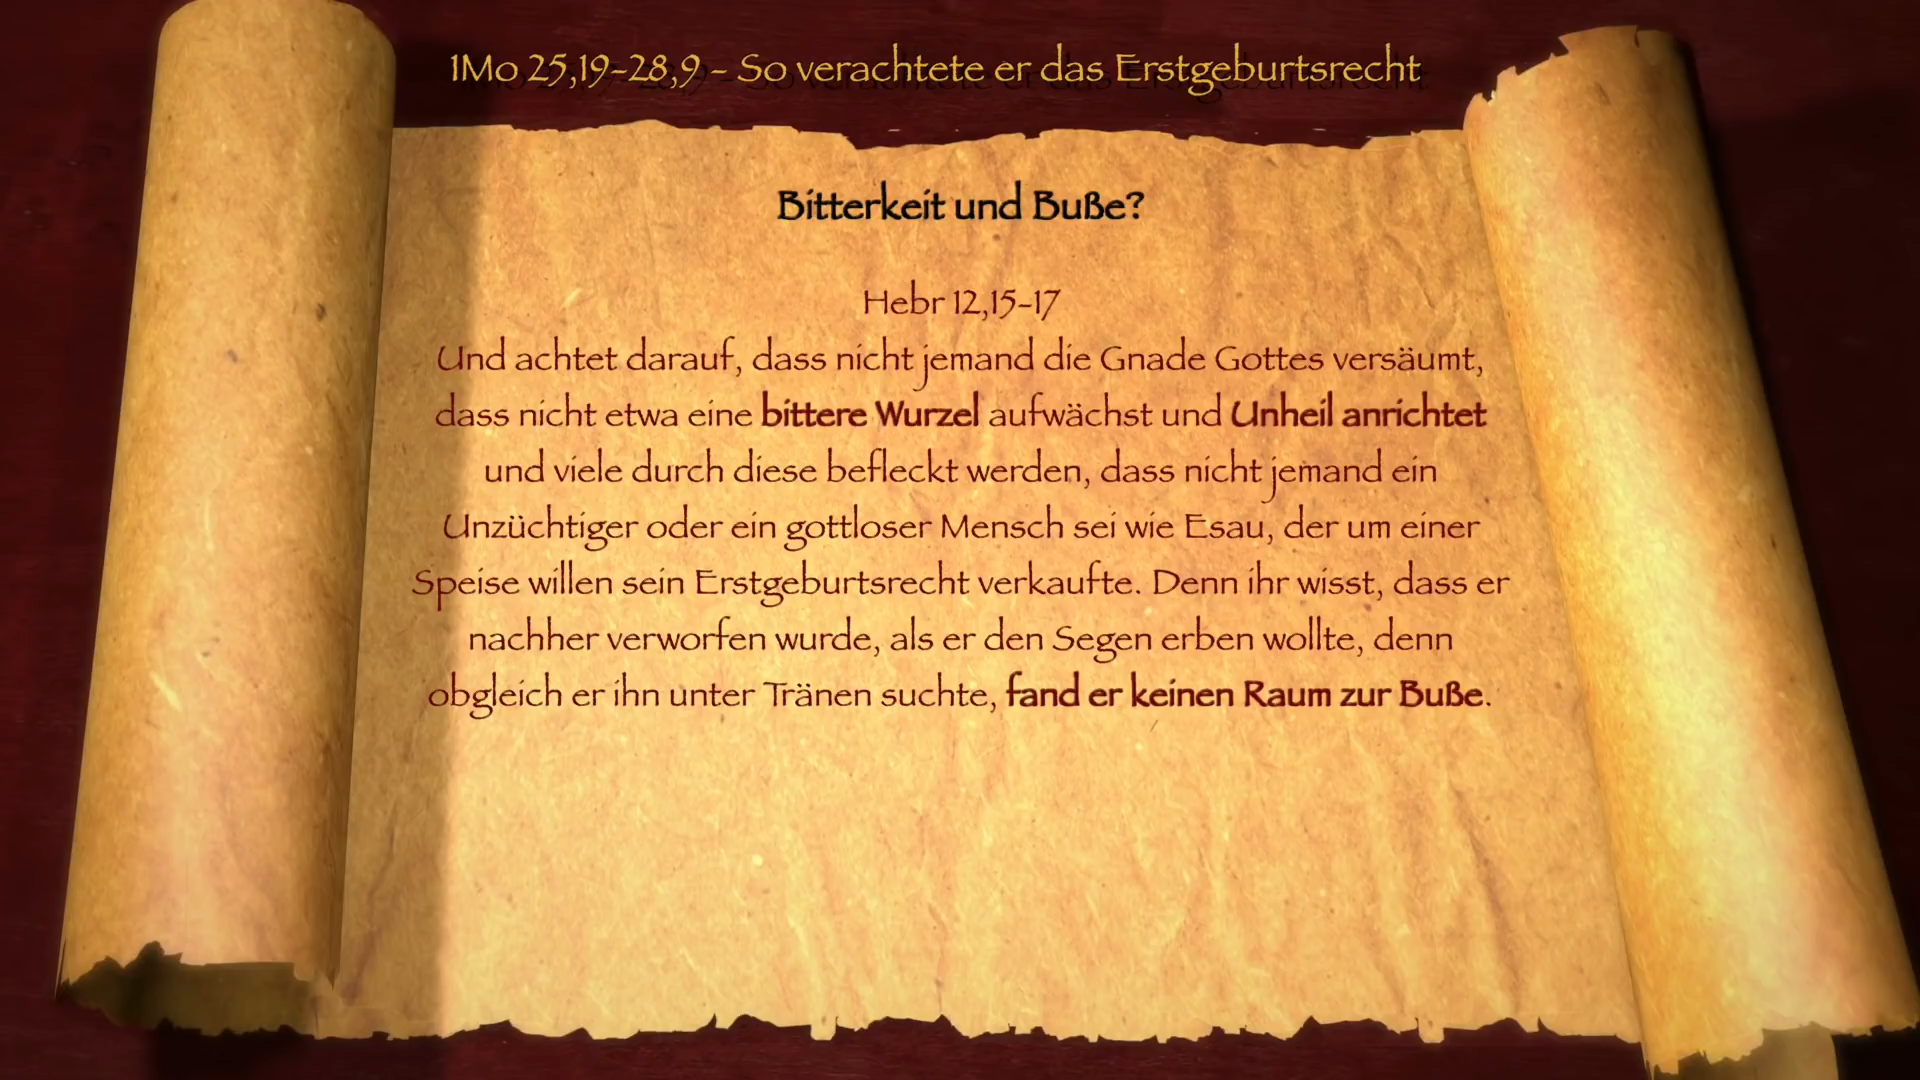 1Mo 25,19-28,9 - So verachtete er das Erstgeburtsrecht
Bitterkeit und Buße?
Hebr 12,15-17
Und achtet darauf, dass nicht jemand die Gnade Gottes versäumt,
dass nicht etwa eine bittere Wurzel aufwächst und Unheil anrichtet
und viele durch diese befleckt werden, dass nicht jemand ein
Unzüchtiger oder ein gottloser Mensch sei wie Esau, der um einer
Speise willen sein Erstgeburtsrecht verkaufte. Denn ihr wisst, dass er
nachher verworfen wurde, als er den Segen erben wollte, denn
obgleich er ihn unter Tränen suchte, fand er keinen Raum zur Buße.